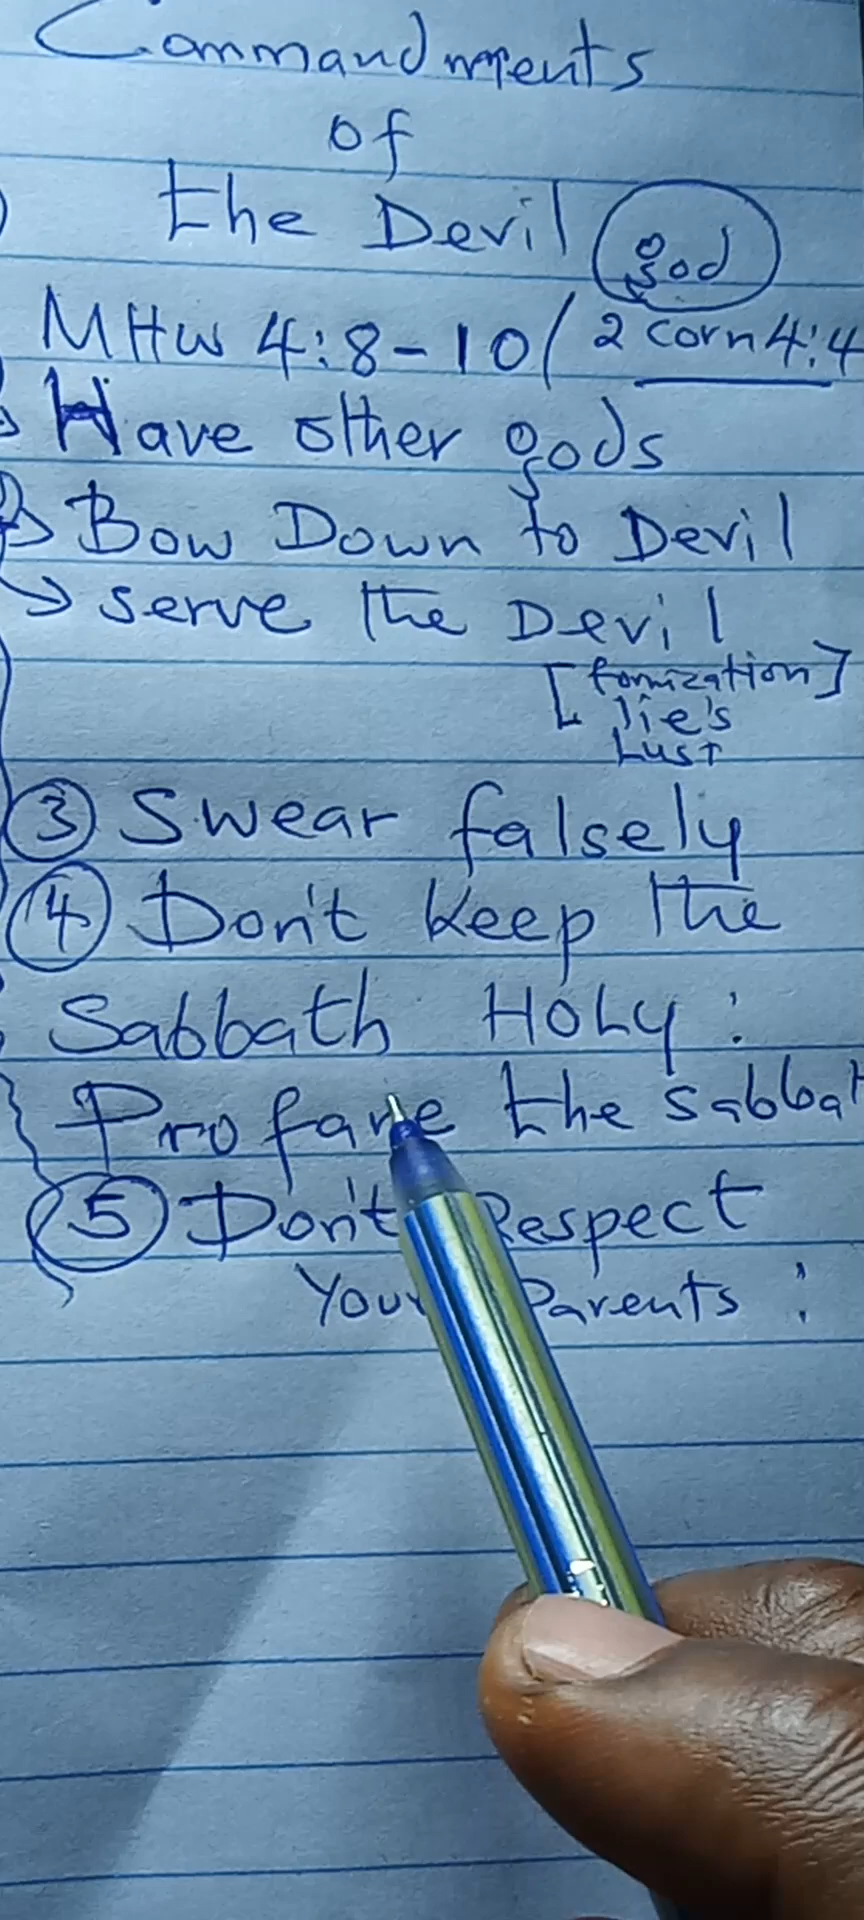 Commandments
of
the Devil god
MHW 4:8-10 ( 2 corn 4:4
Have other gods
Bow Down to Devil
→ serve the Devil
[fornization]
lie's
Lust
③ Swear falsely
④ Don't Keep the
Sabbath HOLY :
Profane the Sabbat
⑤ Don't Respect
Your Parents :